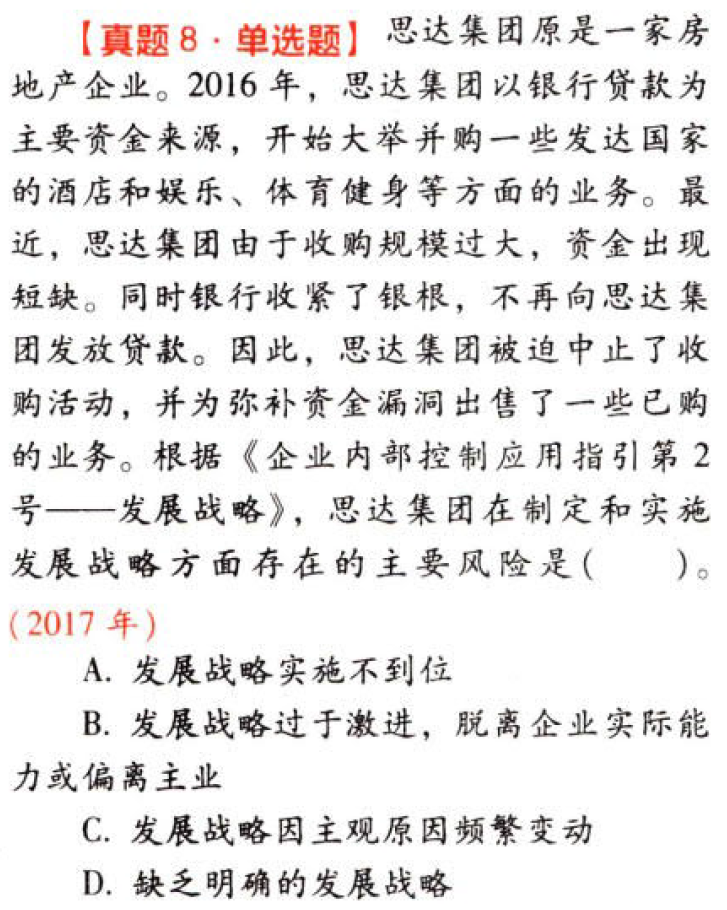 【真题 8·单选题】 思达集团原是一家房
地产企业。2016 年，思达集团以银行贷款为
主要资金来源，开始大举并购一些发达国家
的酒店和娱乐、体育健身等方面的业务。最
近，思达集团由于收购规模过大，资金出现
短缺。同时银行收紧了银根，不再向思达集
团发放贷款。因此，思达集团被迫中止了收
购活动，并为弥补资金漏洞出售了一些已购
的业务。根据《企业内部控制应用指引第 2
号——发展战略》，思达集团在制定和实施
发展战略方面存在的主要风险是(　　)。
(2017 年)
A. 发展战略实施不到位
B. 发展战略过于激进，脱离企业实际能
力或偏离主业
C. 发展战略因主观原因频繁变动
D. 缺乏明确的发展战略